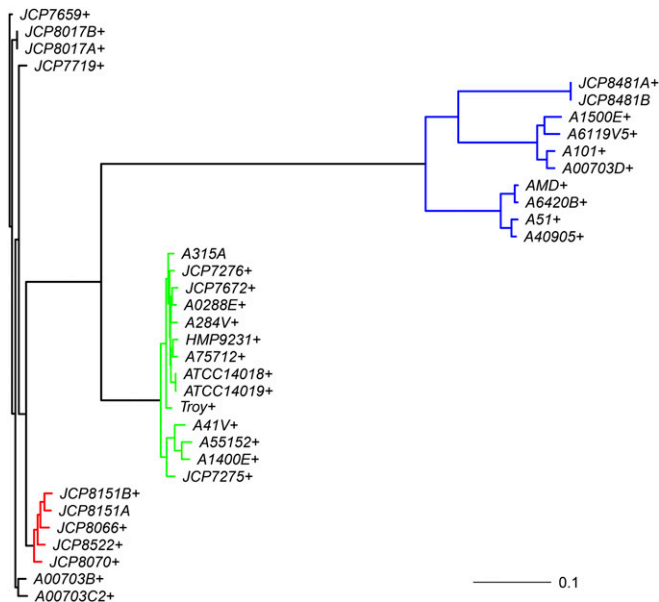 JCP7659+
JCP8017B+
JCP8017A+
JCP7719+
JCP8481A+
JCP8481B
A1500E+
A6119V5+
A101+
A00703D+
AMD+
A6420B+
A51+
A40905+
A315A
JCP7276+
JCP7672+
A0288E+
A284V+
HMP9231+
A75712+
ATCC14018+
ATCC14019+
Troy+
A41V+
A55152+
A1400E+
JCP7275+
JCP8151B+
JCP8151A
JCP8066+
JCP8522+
JCP8070+
A00703B+
A00703C2+
0.1